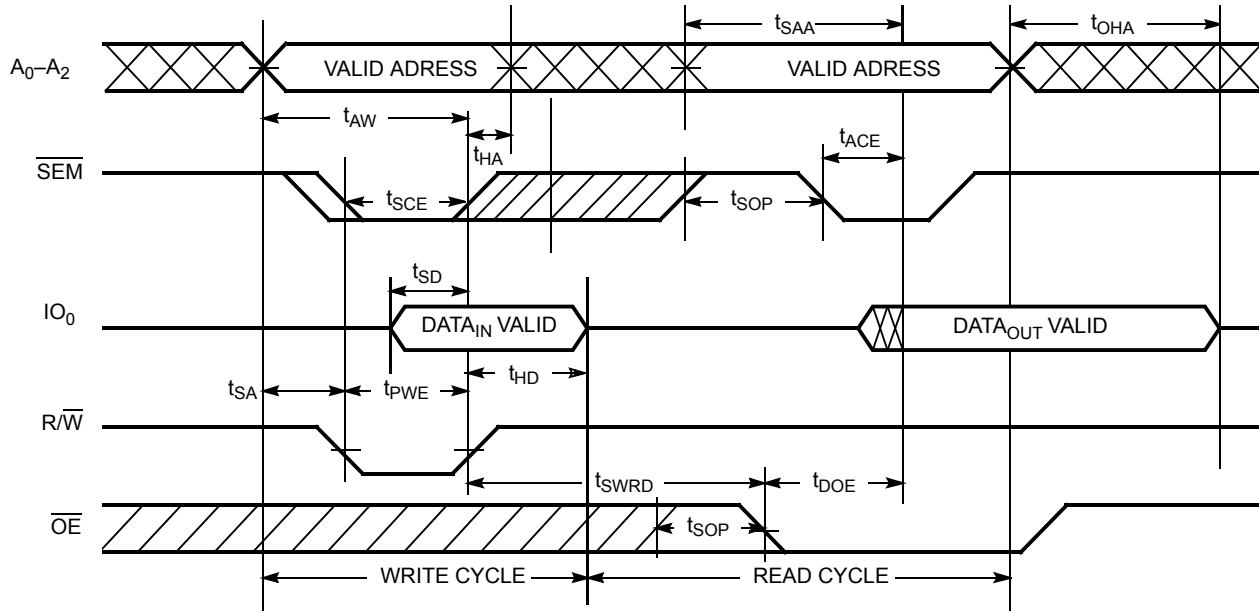 tSAA
tOHA
A0–A2
VALID ADRESS
VALID ADRESS
tAW
tHA
tACE
SEM
tSCE
tSOP
tSD
IO0
DATAIN VALID
DATAOUT VALID
tSA
tPWE
tHD
R/W
tSWRD
tDOE
OE
tSOP
WRITE CYCLE
READ CYCLE